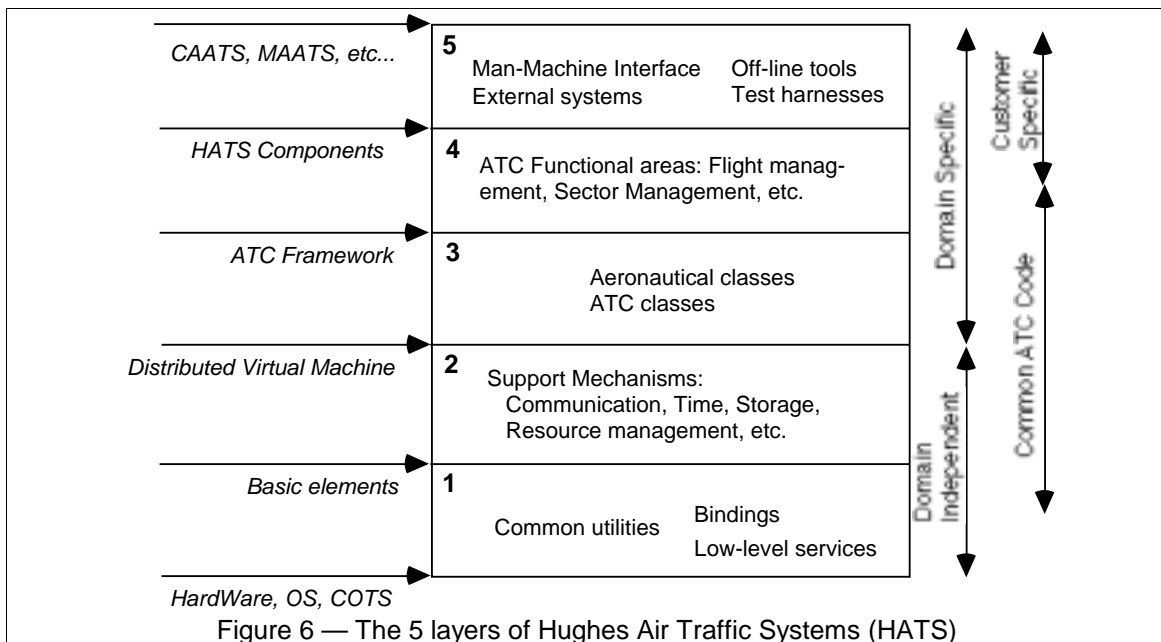 CAATS, MAATS, etc...
5
Man-Machine Interface
External systems
Off-line tools
Test harnesses
HATS Components
4
ATC Functional areas: Flight manag-
ement, Sector Management, etc.
ATC Framework
3
Aeronautical classes
ATC classes
Distributed Virtual Machine
2
Support Mechanisms:
Communication, Time, Storage,
Resource management, etc.
Basic elements
1
Common utilities
Bindings
Low-level services
HardWare, OS, COTS
Domain Specific
Domain
Independent
Customer
Specific
Common ATC Code
Figure 6 — The 5 layers of Hughes Air Traffic Systems (HATS)